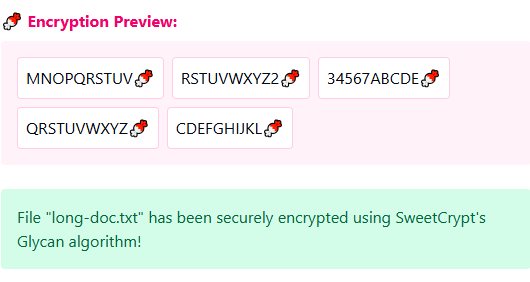 Encryption Preview:
MNOPQRSTUV RSTUVWXYZ2 34567ABCDE
QRSTUVWXYZ CDEFGHIJKL
File "long-doc.txt" has been securely encrypted using SweetCrypt's
Glycan algorithm!